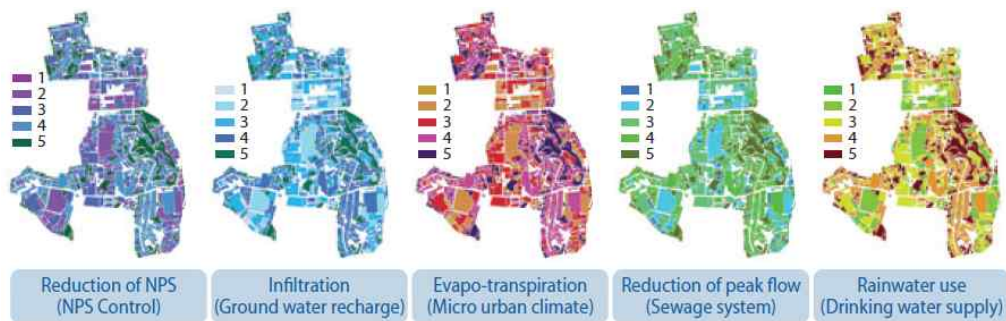 1
2
3
4
5
1
2
3
4
5
1
2
3
4
5
1
2
3
4
5
1
2
3
4
5
Reduction of NPS
(NPS Control)
Infiltration
(Ground water recharge)
Evapo-transpiration
(Micro urban climate)
Reduction of peak flow
(Sewage system)
Rainwater use
(Drinking water supply)